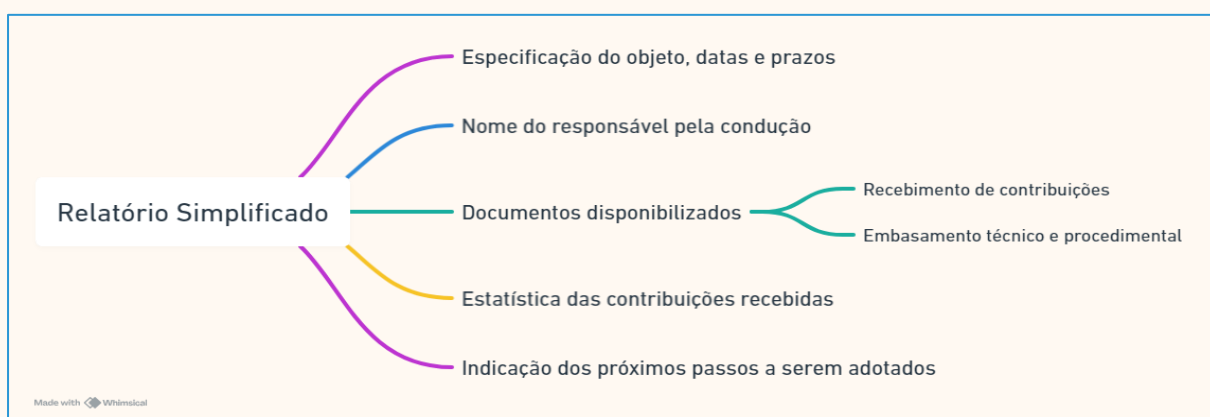 Especificação do objeto, datas e prazos
Nome do responsável pela condução
Relatório Simplificado
Documentos disponibilizados
Recebimento de contribuições
Embasamento técnico e procedimental
Estatística das contribuições recebidas
Indicação dos próximos passos a serem adotados
Made with Whimsical